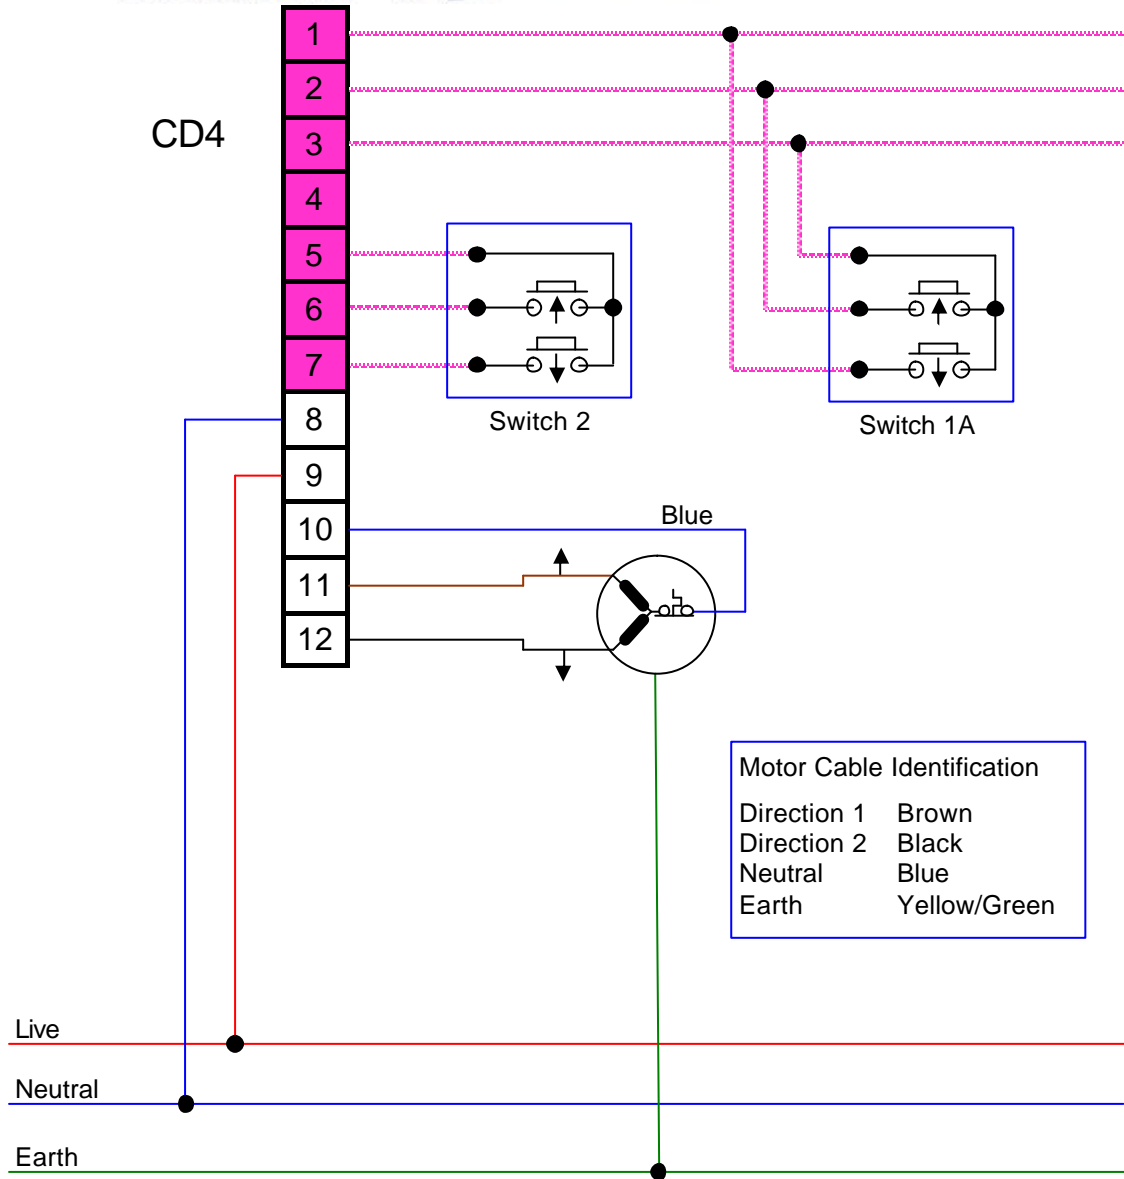 1
2
CD4
3
4
5
6
7
Switch 2
Switch 1A
8
9
10
Blue
11
12
Motor Cable Identification
Direction 1 Brown
Direction 2 Black
Neutral Blue
Earth Yellow/Green
Live
Neutral
Earth